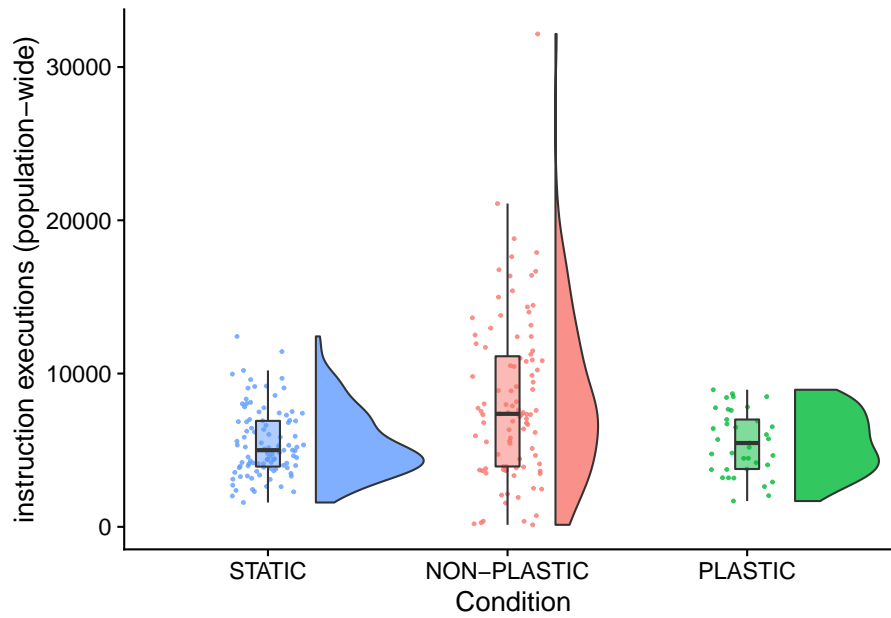 instruction executions (population−wide)
30000
20000
10000
0
STATIC
NON−PLASTIC
PLASTIC
Condition